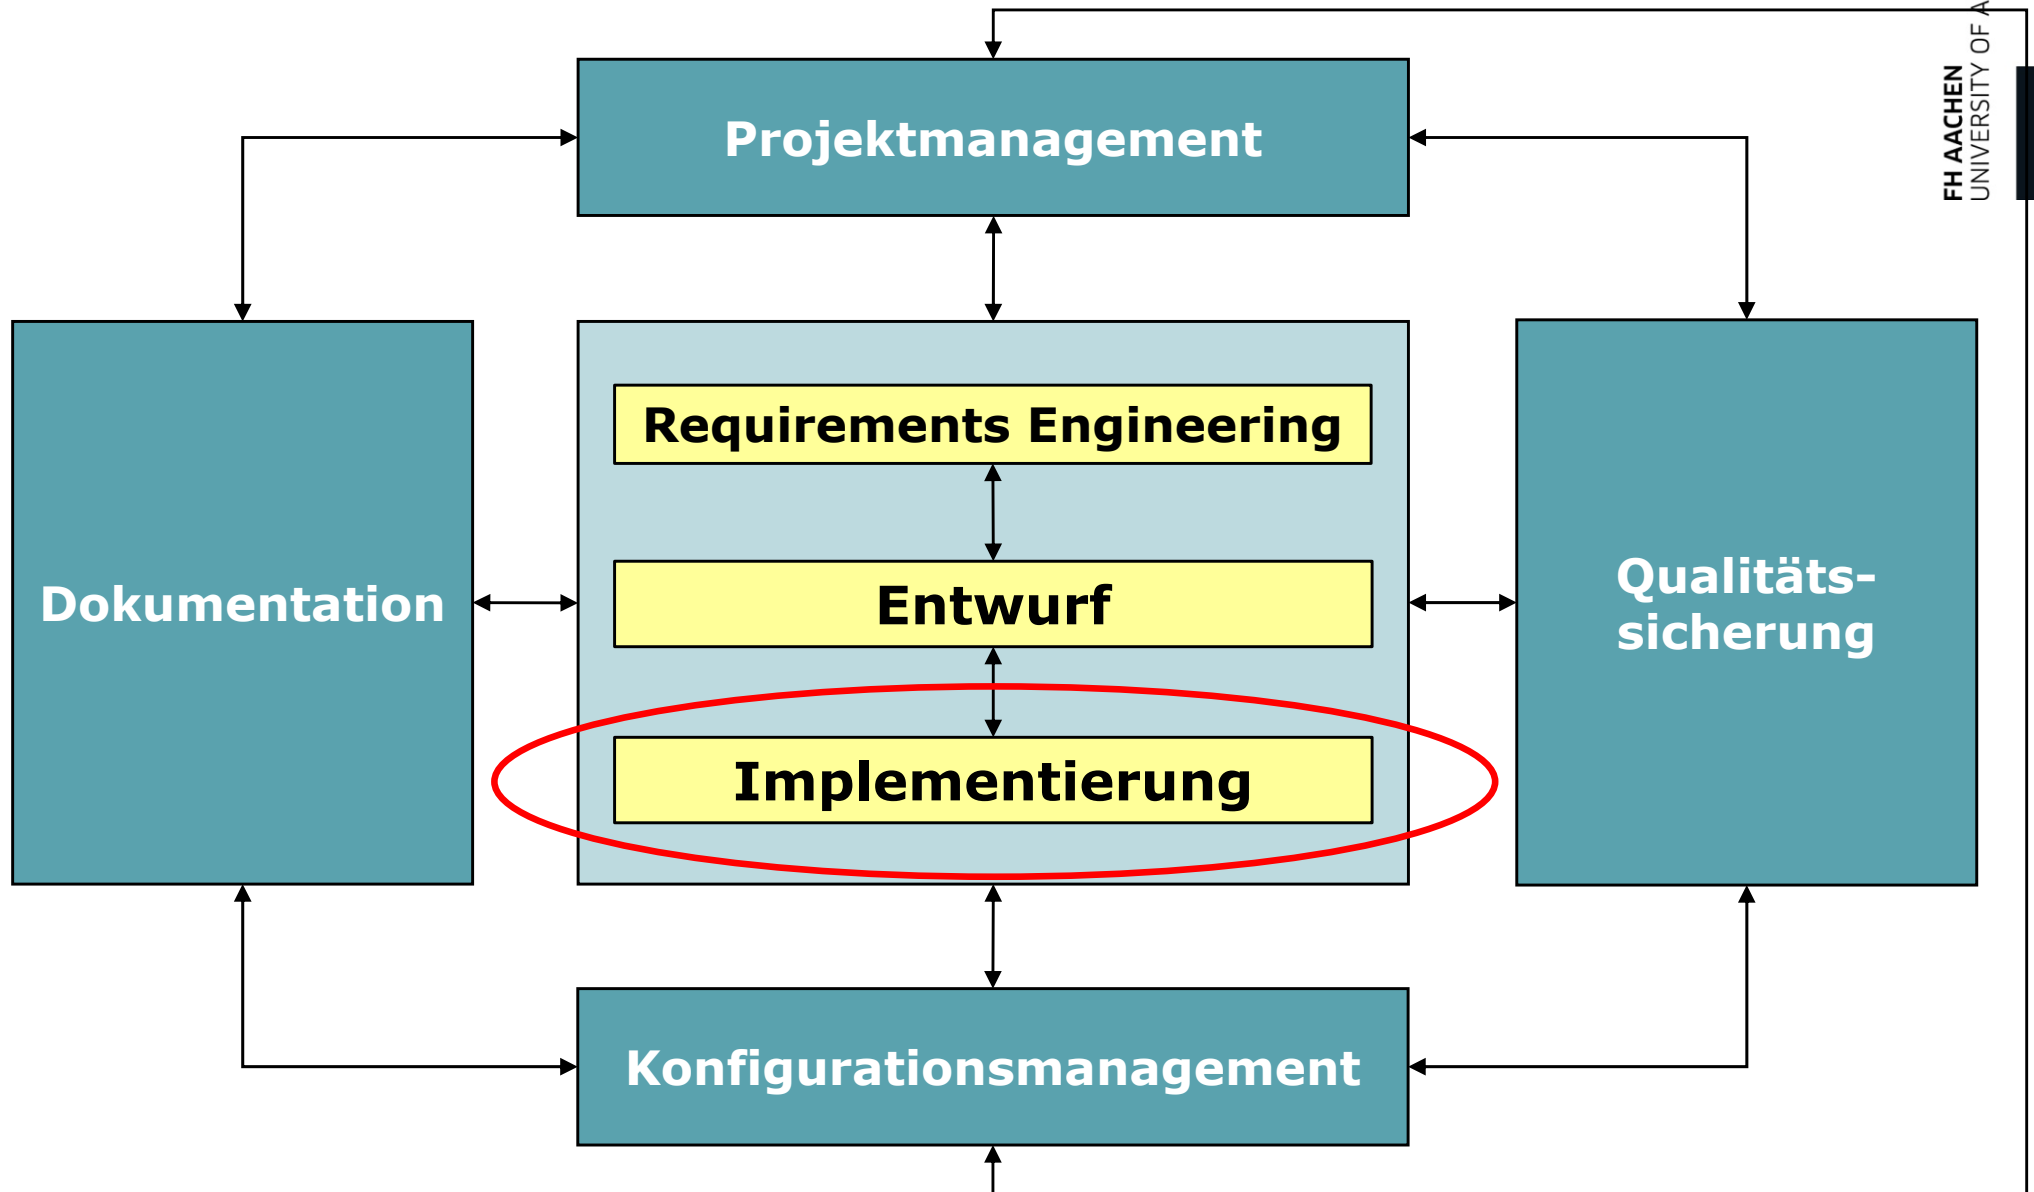 FH AACHEN
UNIVERSITY OF A
Projektmanagement
Requirements Engineering
Dokumentation
Entwurf
Qualitäts-
sicherung
Implementierung
Konfigurationsmanagement